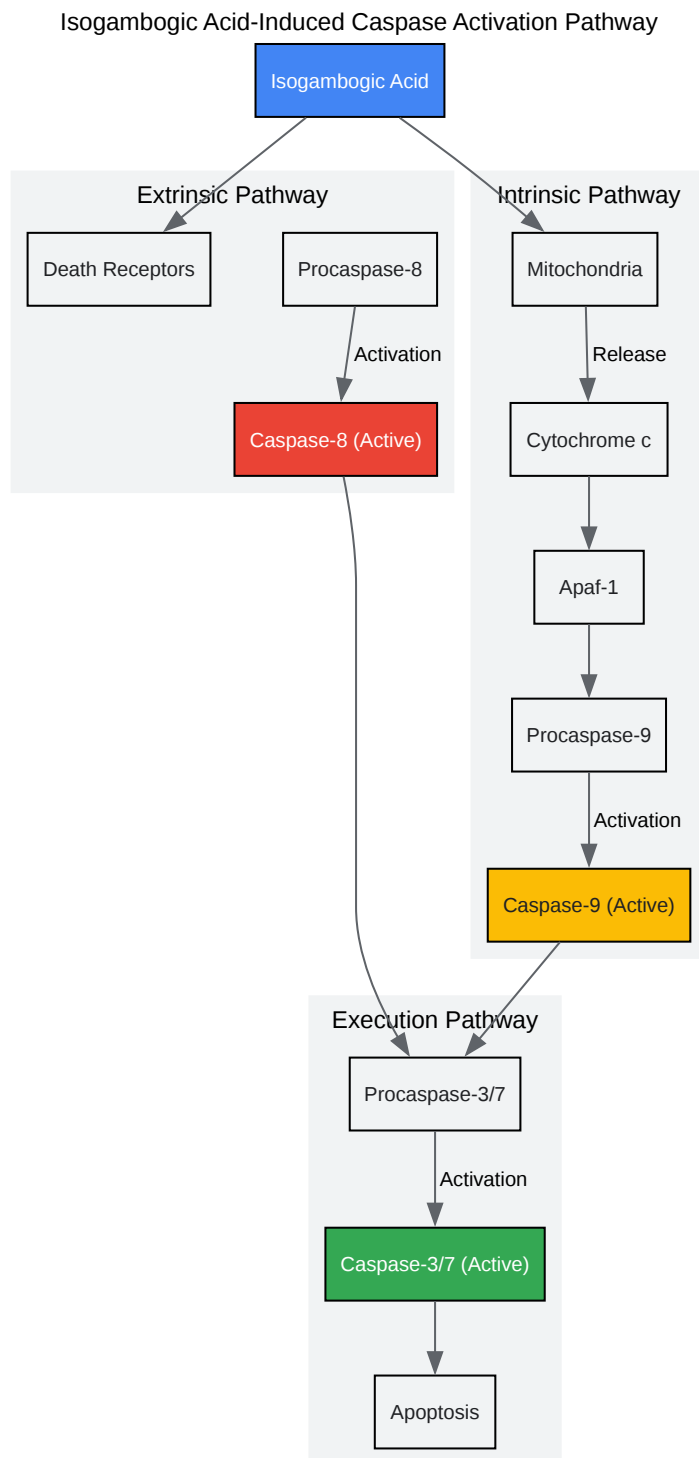 Isogambogic Acid-Induced Caspase Activation Pathway
Isogambogic Acid
Extrinsic Pathway
Intrinsic Pathway
Death Receptors
Procaspase-8
Mitochondria
Activation
Release
Caspase-8 (Active)
Cytochrome c
Apaf-1
Procaspase-9
Activation
Caspase-9 (Active)
Execution Pathway
Procaspase-3/7
Activation
Caspase-3/7 (Active)
Apoptosis